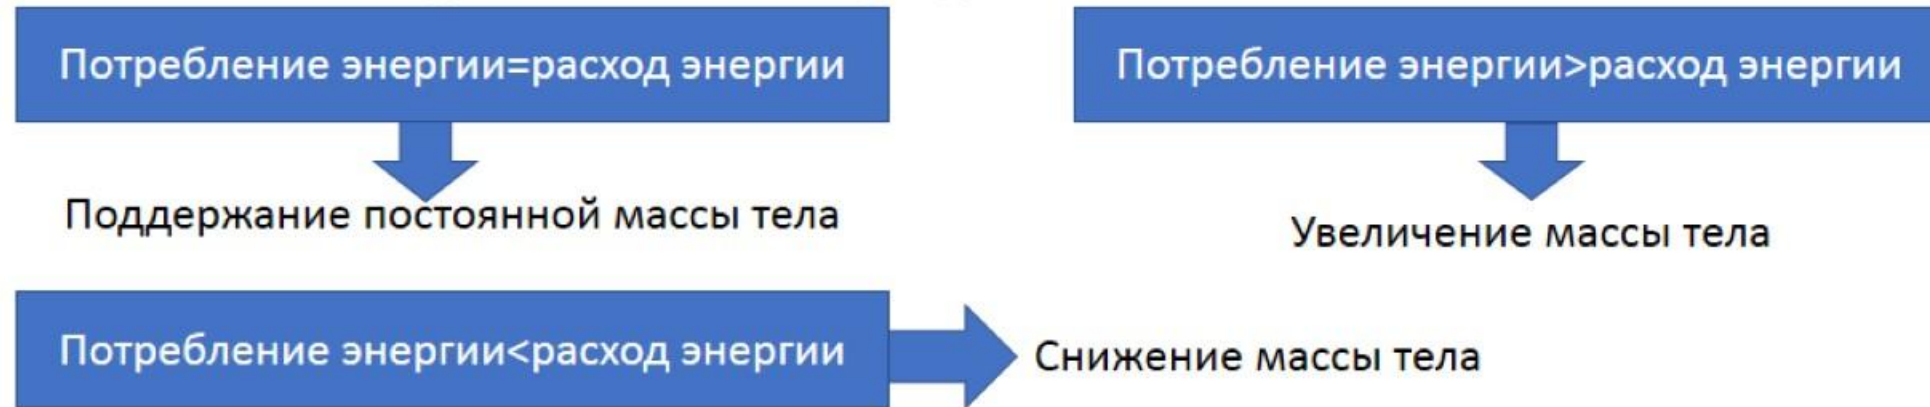 Потребление энергии=расход энергии
Потребление энергии>расход энергии
Поддержание постоянной массы тела
Увеличение массы тела
Потребление энергии<расход энергии
Снижение массы тела